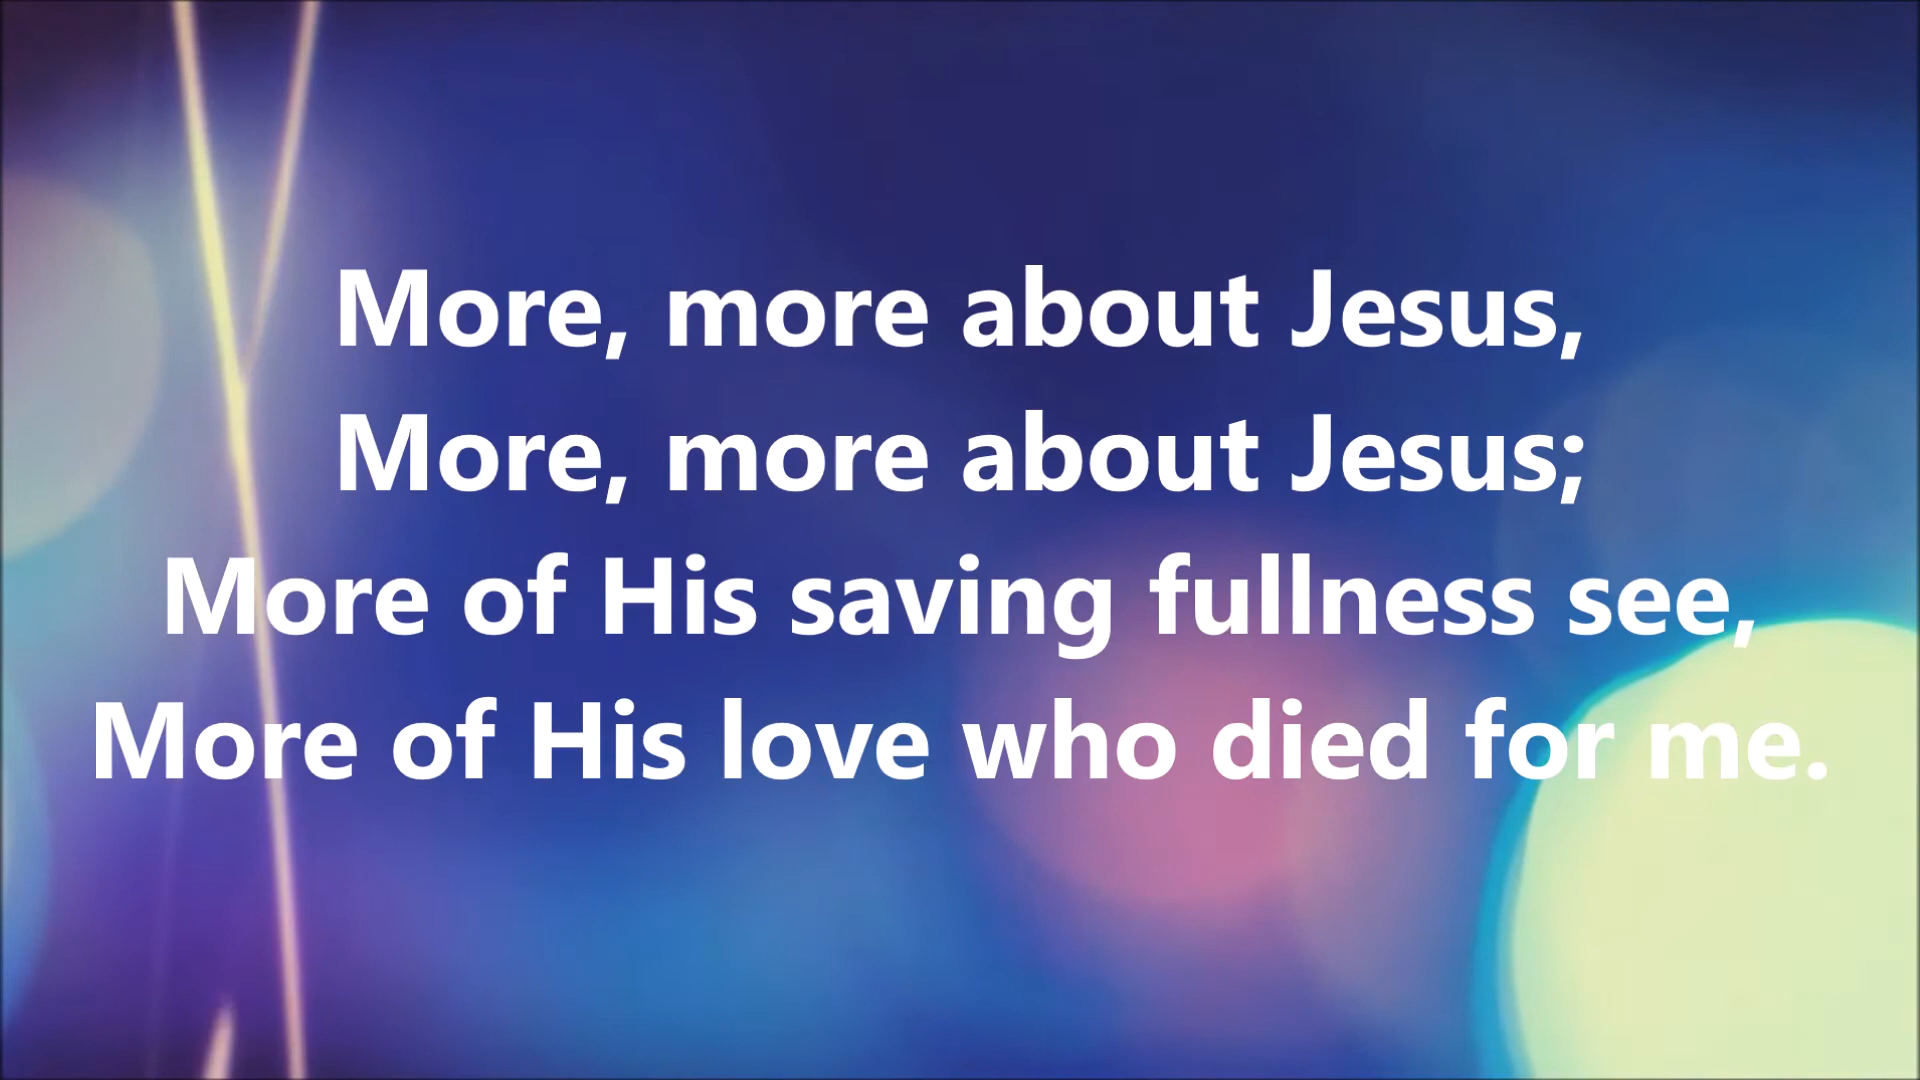 More, more about Jesus,
More, more about Jesus;
More of His saving fullness see,
More of His love who died for me.